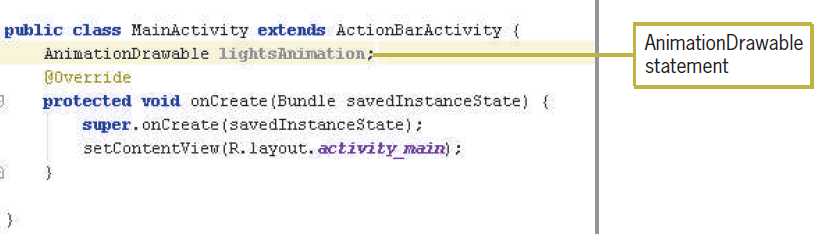 public class MainActivity extends ActionBarActivity {
AnimationDrawable lightsAnimation;
@Override
protected void onCreate(Bundle savedInstanceState) {
super.onCreate(savedInstanceState);
setContentView(R.layout.activity_main);
}
}
AnimationDrawable
statement